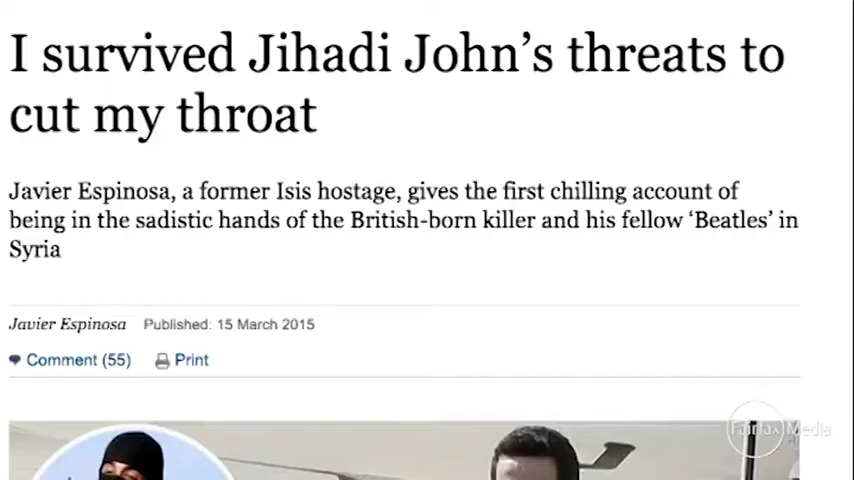 I survived Jihadi John’s threats to
cut my throat
Javier Espinosa, a former Isis hostage, gives the first chilling account of
being in the sadistic hands of the British-born killer and his fellow ‘Beatles’ in
Syria
Javier Espinosa Published: 15 March 2015
Comment (55) Print
Fairfax Media